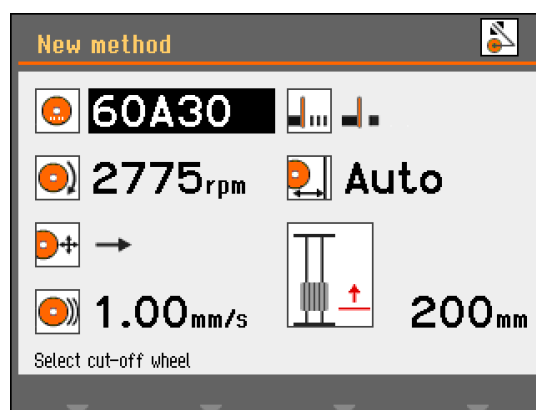 New method
60A30
2775rpm Auto
1.00mm/s 200mm
Select cut-off wheel